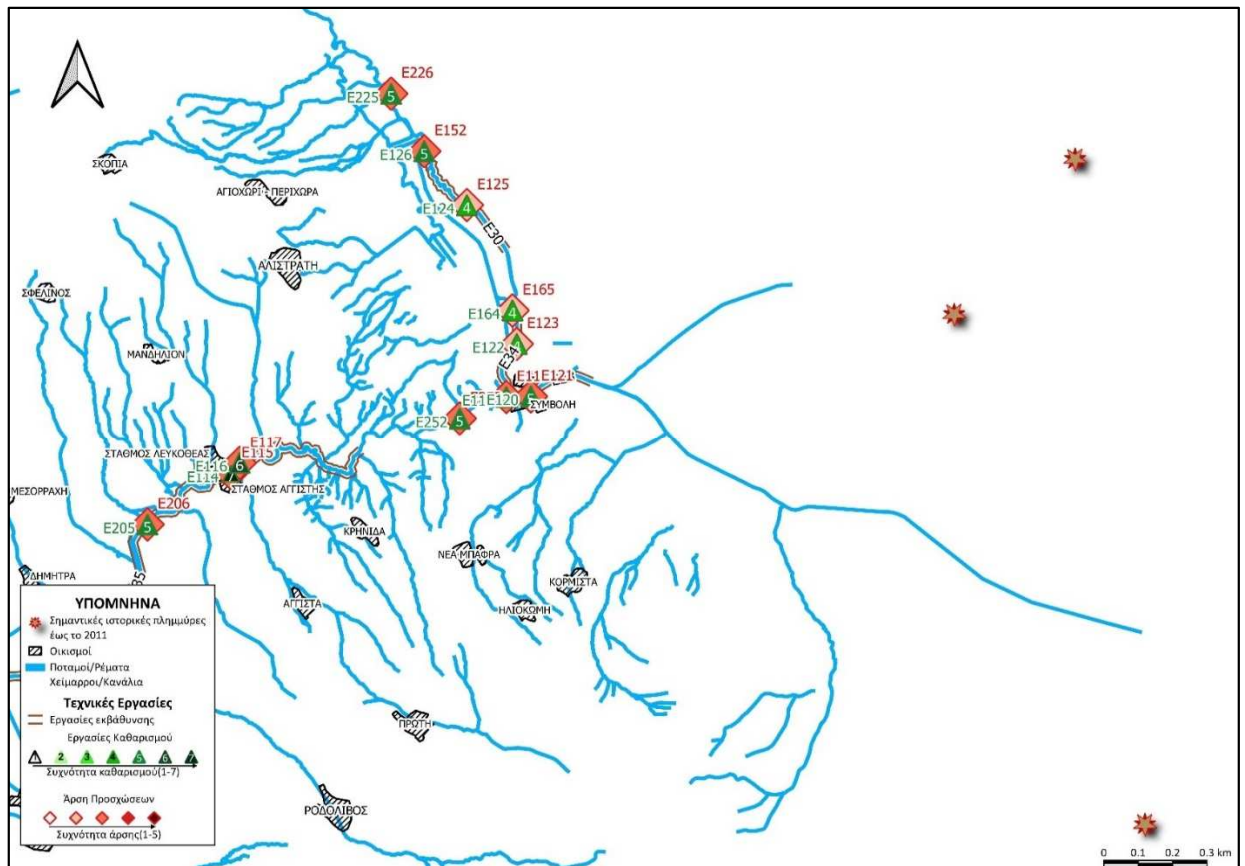 E226
E225
5
E152
E126
5
ΣΚΟΠΙΑ
ΑΓΙΟΧΩΡΙ - ΠΕΡΙΧΩΡΑ
E125
E124
4
E30
ΑΛΙΣΤΡΑΤΗ
ΣΦΕΛΙΝΟΣ
E165
E164
4
E123
E122
E34
ΜΑΝΔΗΛΙΟΝ
E121
E120
ΣΥΜΒΟΛΗ
E252
5
ΣΤΑΘΜΟΣ ΛΕΥΚΟΘΕΑΣ
E117
E115
E116
6
E114
7
ΣΤΑΘΜΟΣ ΑΓΓΙΣΤΗΣ
ΜΕΣΟΡΡΑΧΗ
E206
E205
5
ΚΡΗΝΙΔΑ
ΝΕΑ ΜΠΑΦΡΑ
ΚΟΡΜΙΣΤΑ
ΔΗΜΗΤΡΑ
ΑΓΓΙΣΤΑ
ΗΛΙΟΚΩΜΗ
ΠΡΩΤΗ
ΡΟΔΟΛΙΒΟΣ
ΥΠΟΜΝΗΝΑ
Σημαντικές ιστορικές πλημμύρες
έως το 2011
Οικισμοί
Ποταμοί/Ρέματα
Χείμαρροι/Κανάλια
Τεχνικές Εργασίες
Εργασίες εκβάθυνσης
Εργασίες Καθαρισμού
1 2 3 4 5 6 7
Συχνότητα καθαρισμού(1-7)
Άρση Προσχώσεων
Συχνότητα άρσης(1-5)
0 0.1 0.2 0.3 km